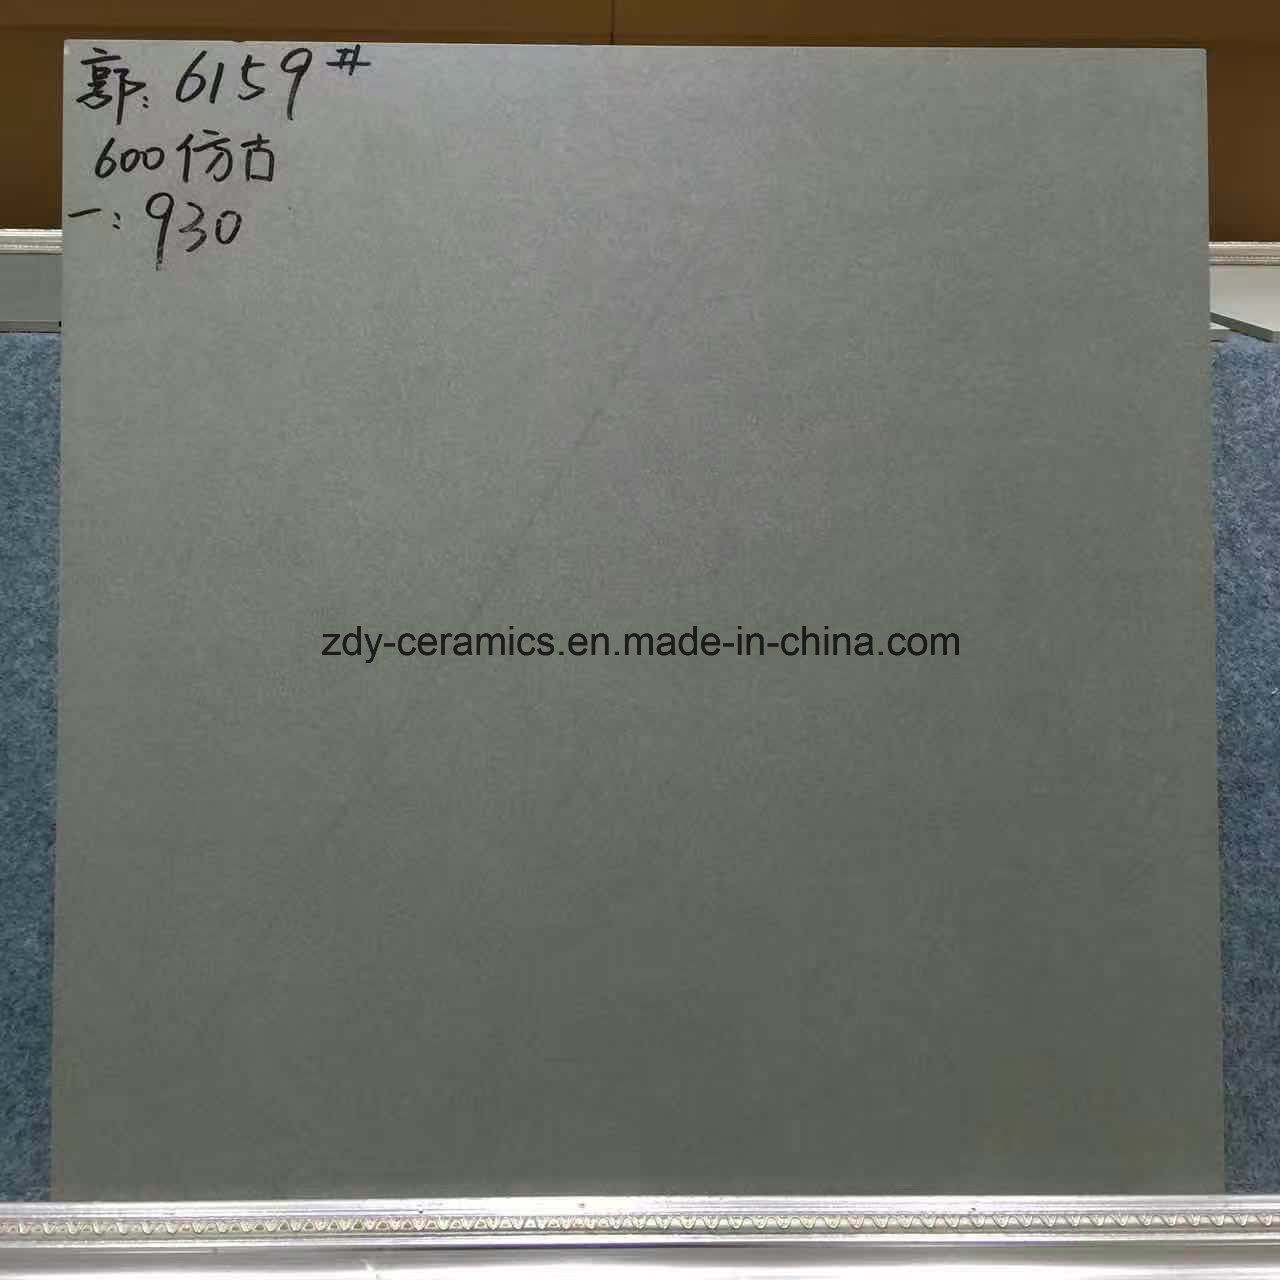 郭: 6159#
600仿古
一: 930
zdy-ceramics.en.made-in-china.com